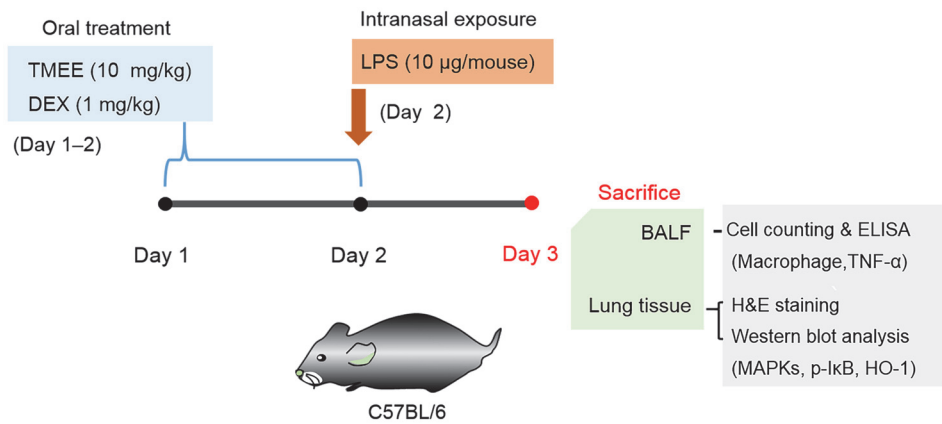 Oral treatment
TMEE (10 mg/kg)
DEX (1 mg/kg)
(Day 1–2)
Intranasal exposure
LPS (10 μg/mouse)
(Day 2)
Day 1
Day 2
Day 3
Sacrifice
BALF
Cell counting & ELISA
(Macrophage,TNF-α)
Lung tissue
H&E staining
Western blot analysis
(MAPKs, p-IκB, HO-1)
C57BL/6